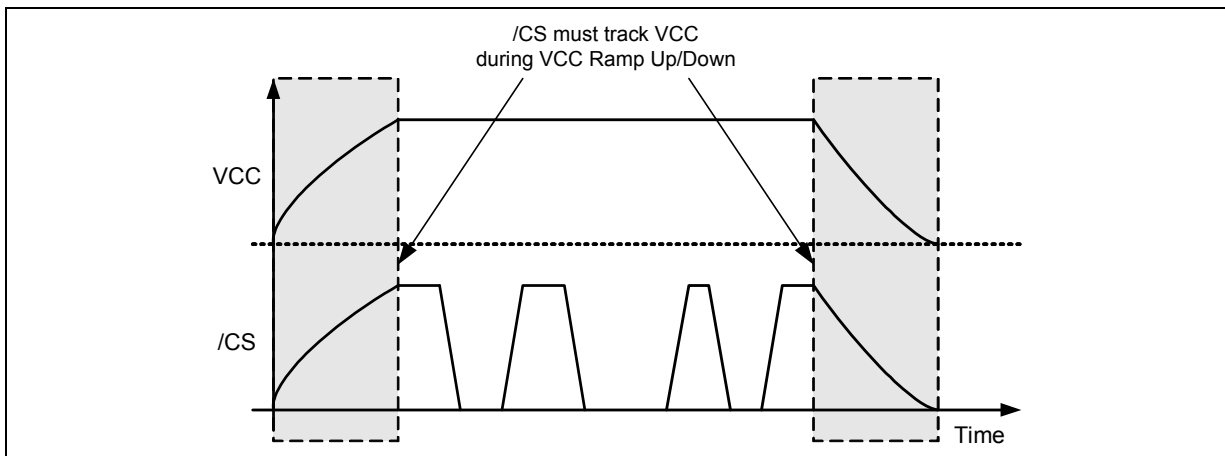 /CS must track VCC
during VCC Ramp Up/Down
VCC
/CS
Time